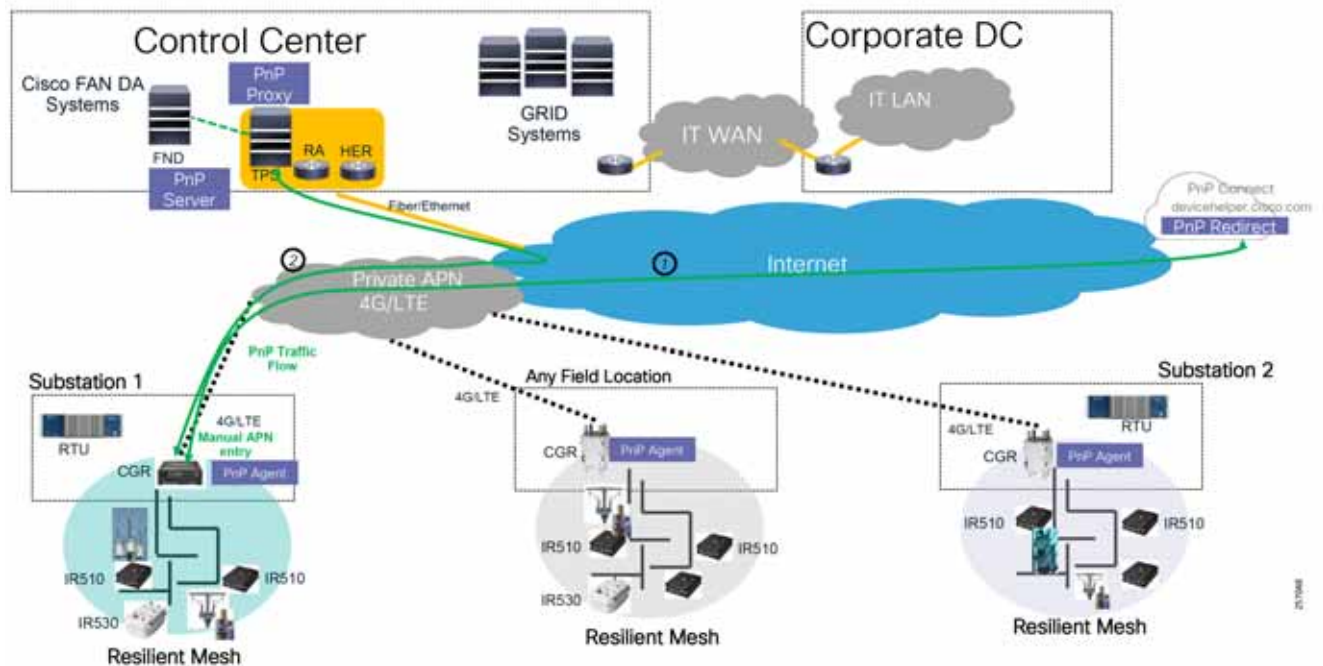 Control Center
Corporate DC
Cisco FAN DA
Systems
PnP
Proxy
GRID
Systems
IT WAN
IT LAN
FND
PnP
Server
TPS
RA
HER
Fiber/Ethernet
PnP Connect
devicehelper.cisco.com
PnP Redirect
2
1
Internet
Private APN
4G/LTE
PnP Traffic
Flow
Substation 1
RTU
4G/LTE
Manual APN
entry
CGR
PnP Agent
IR510
IR510
IR530
Resilient Mesh
Any Field Location
4G/LTE
CGR
PnP Agent
IR510
IR510
IR530
Resilient Mesh
Substation 2
4G/LTE
RTU
CGR
PnP Agent
IR510
IR510
Resilient Mesh